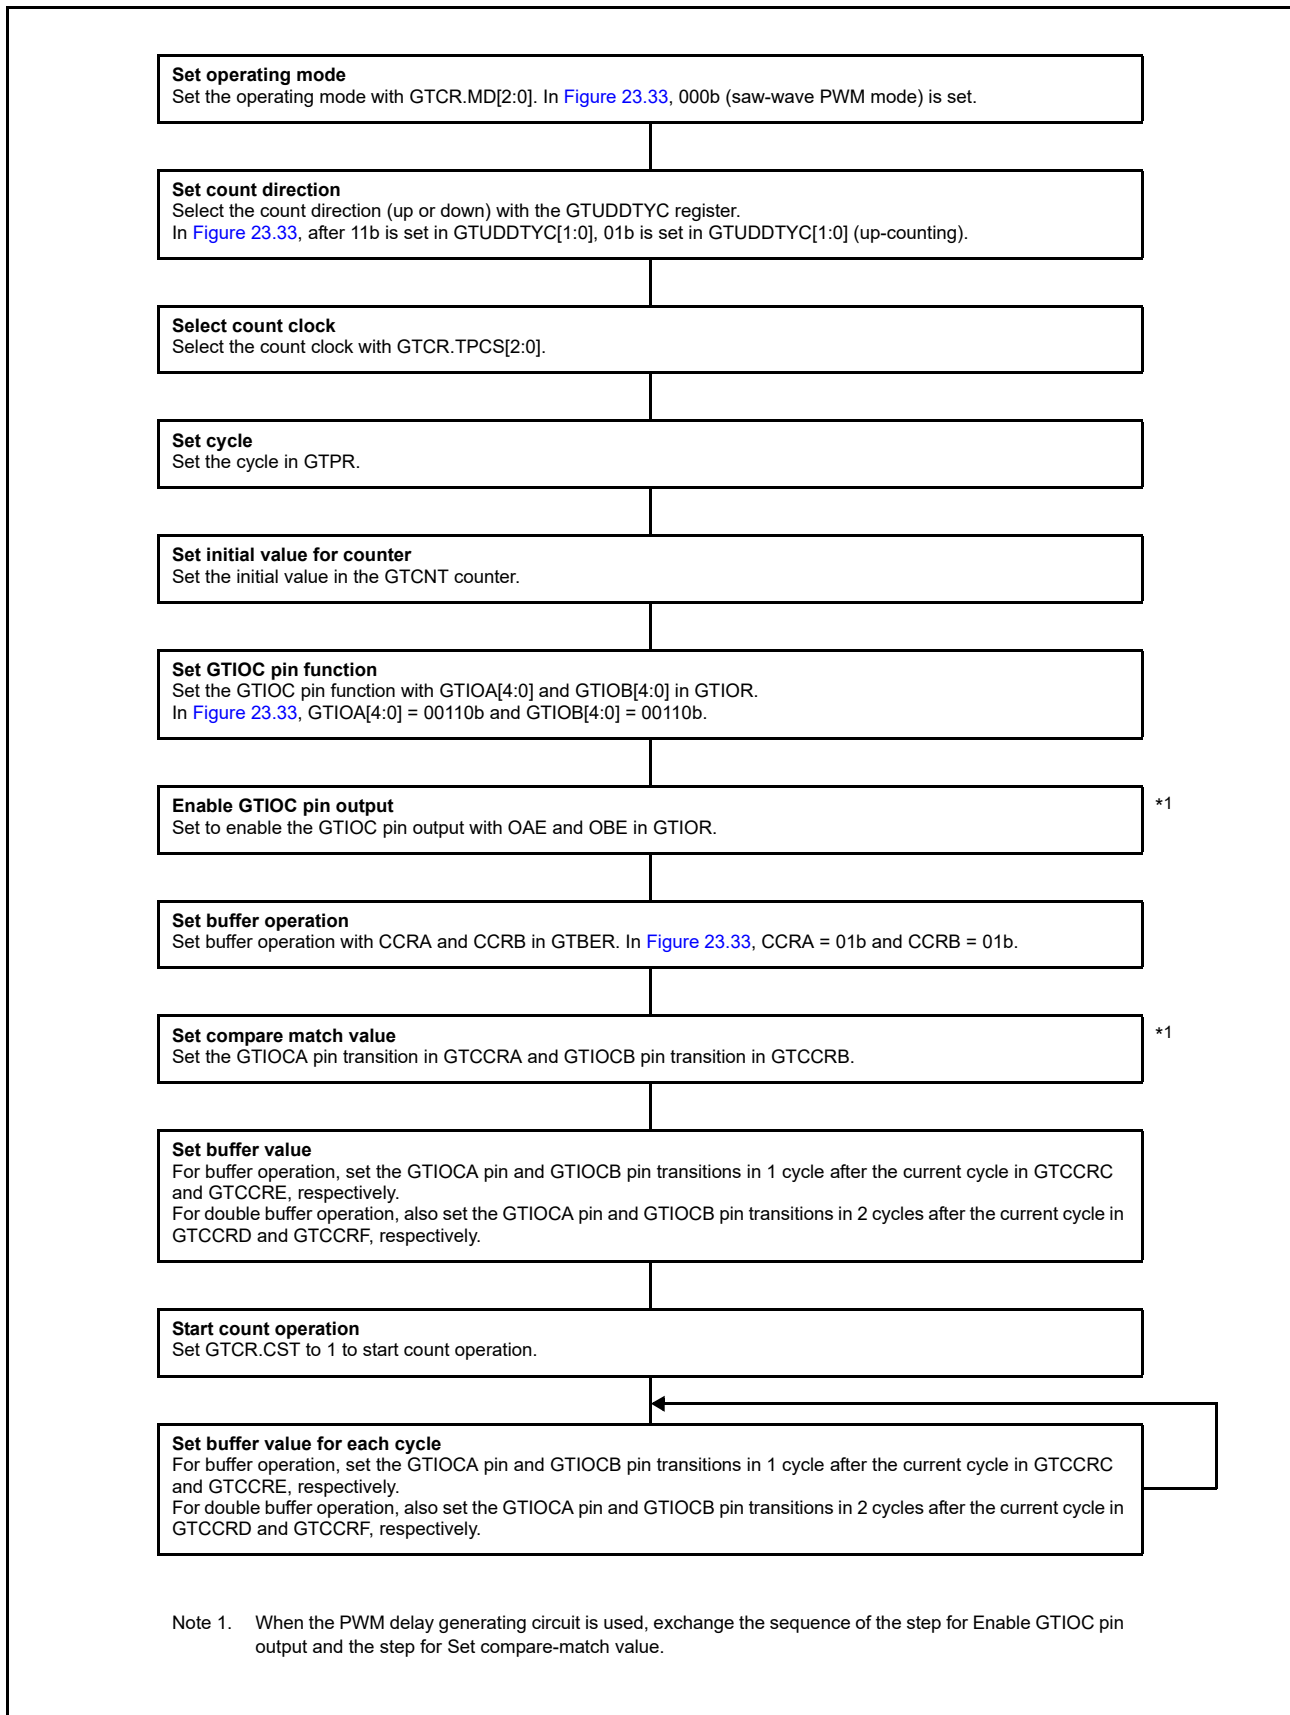 Set operating mode
Set the operating mode with GTCR.MD[2:0]. In Figure 23.33, 000b (saw-wave PWM mode) is set.
Set count direction
Select the count direction (up or down) with the GTUDDTYC register.
In Figure 23.33, after 11b is set in GTUDDTYC[1:0], 01b is set in GTUDDTYC[1:0] (up-counting).
Select count clock
Select the count clock with GTCR.TPCS[2:0].
Set cycle
Set the cycle in GTPR.
Set initial value for counter
Set the initial value in the GTCNT counter.
Set GTIOC pin function
Set the GTIOC pin function with GTIOA[4:0] and GTIOB[4:0] in GTIOR.
In Figure 23.33, GTIOA[4:0] = 00110b and GTIOB[4:0] = 00110b.
Enable GTIOC pin output
*1
Set to enable the GTIOC pin output with OAE and OBE in GTIOR.
Set buffer operation
Set buffer operation with CCRA and CCRB in GTBER. In Figure 23.33, CCRA = 01b and CCRB = 01b.
Set compare match value
*1
Set the GTIOCA pin transition in GTCCRA and GTIOCB pin transition in GTCCRB.
Set buffer value
For buffer operation, set the GTIOCA pin and GTIOCB pin transitions in 1 cycle after the current cycle in GTCCRC
and GTCCRE, respectively.
For double buffer operation, also set the GTIOCA pin and GTIOCB pin transitions in 2 cycles after the current cycle in
GTCCRD and GTCCRF, respectively.
Start count operation
Set GTCR.CST to 1 to start count operation.
Set buffer value for each cycle
For buffer operation, set the GTIOCA pin and GTIOCB pin transitions in 1 cycle after the current cycle in GTCCRC
and GTCCRE, respectively.
For double buffer operation, also set the GTIOCA pin and GTIOCB pin transitions in 2 cycles after the current cycle in
GTCCRD and GTCCRF, respectively.
Note 1. When the PWM delay generating circuit is used, exchange the sequence of the step for Enable GTIOC pin
output and the step for Set compare-match value.